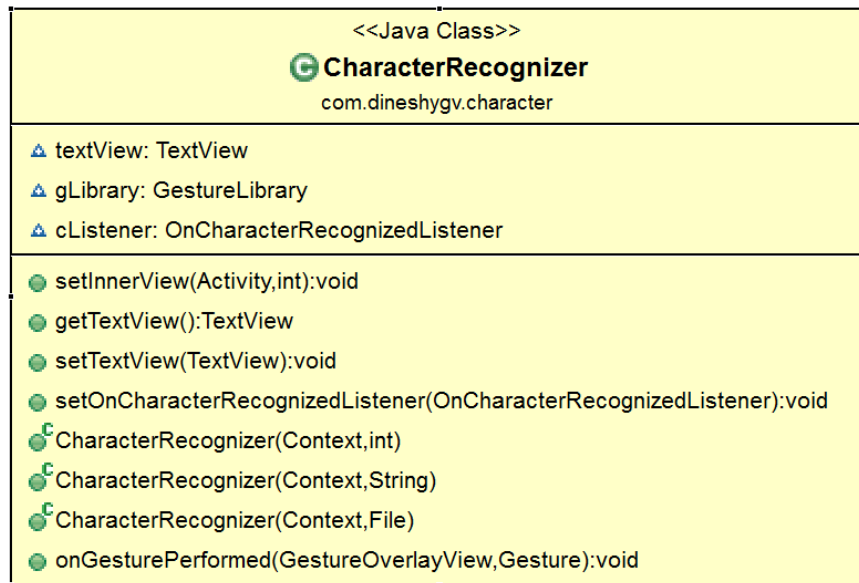 <<Java Class>>
CharacterRecognizer
com.dineshygv.character
textView: TextView
gLibrary: GestureLibrary
cListener: OnCharacterRecognizedListener
setInnerView(Activity,int):void
getTextView():TextView
setTextView(TextView):void
setOnCharacterRecognizedListener(OnCharacterRecognizedListener):void
CharacterRecognizer(Context,int)
CharacterRecognizer(Context,String)
CharacterRecognizer(Context,File)
onGesturePerformed(GestureOverlayView,Gesture):void